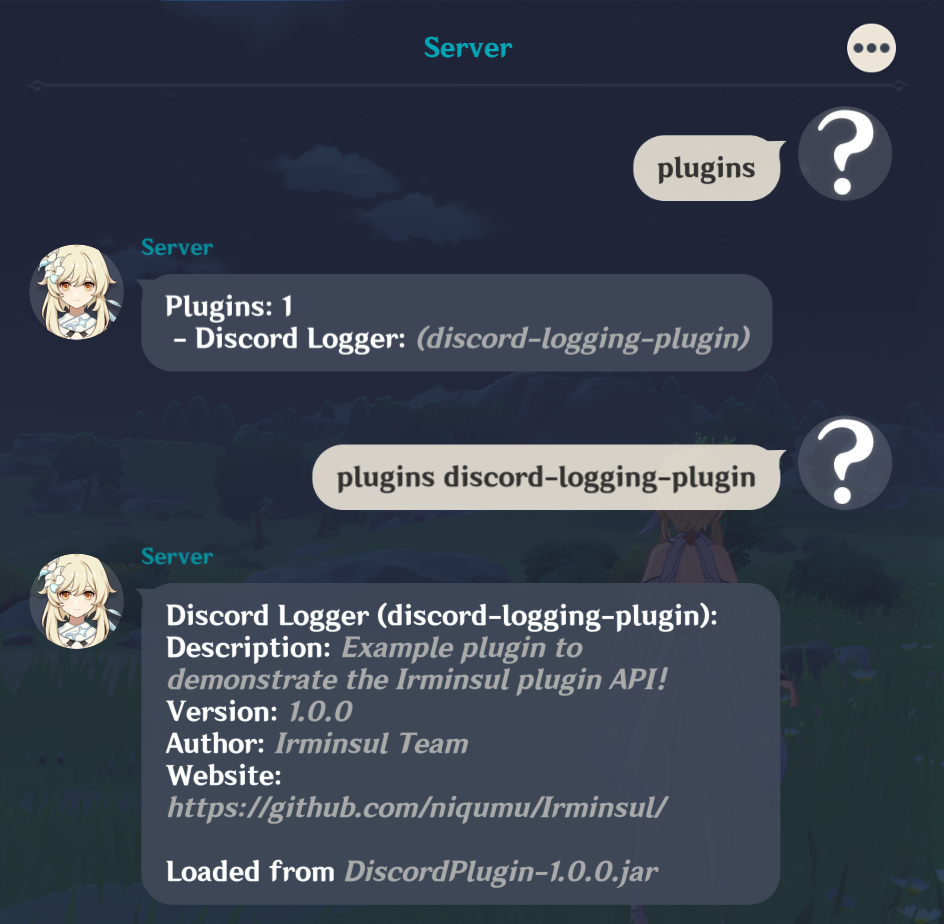 Server
plugins
Server
Plugins: 1
- Discord Logger: (discord-logging-plugin)
plugins discord-logging-plugin
Server
Discord Logger (discord-logging-plugin):
Description: Example plugin to
demonstrate the Irminsul plugin API!
Version: 1.0.0
Author: Irminsul Team
Website:
https://github.com/niqumu/Irminsul/
Loaded from DiscordPlugin-1.0.0.jar